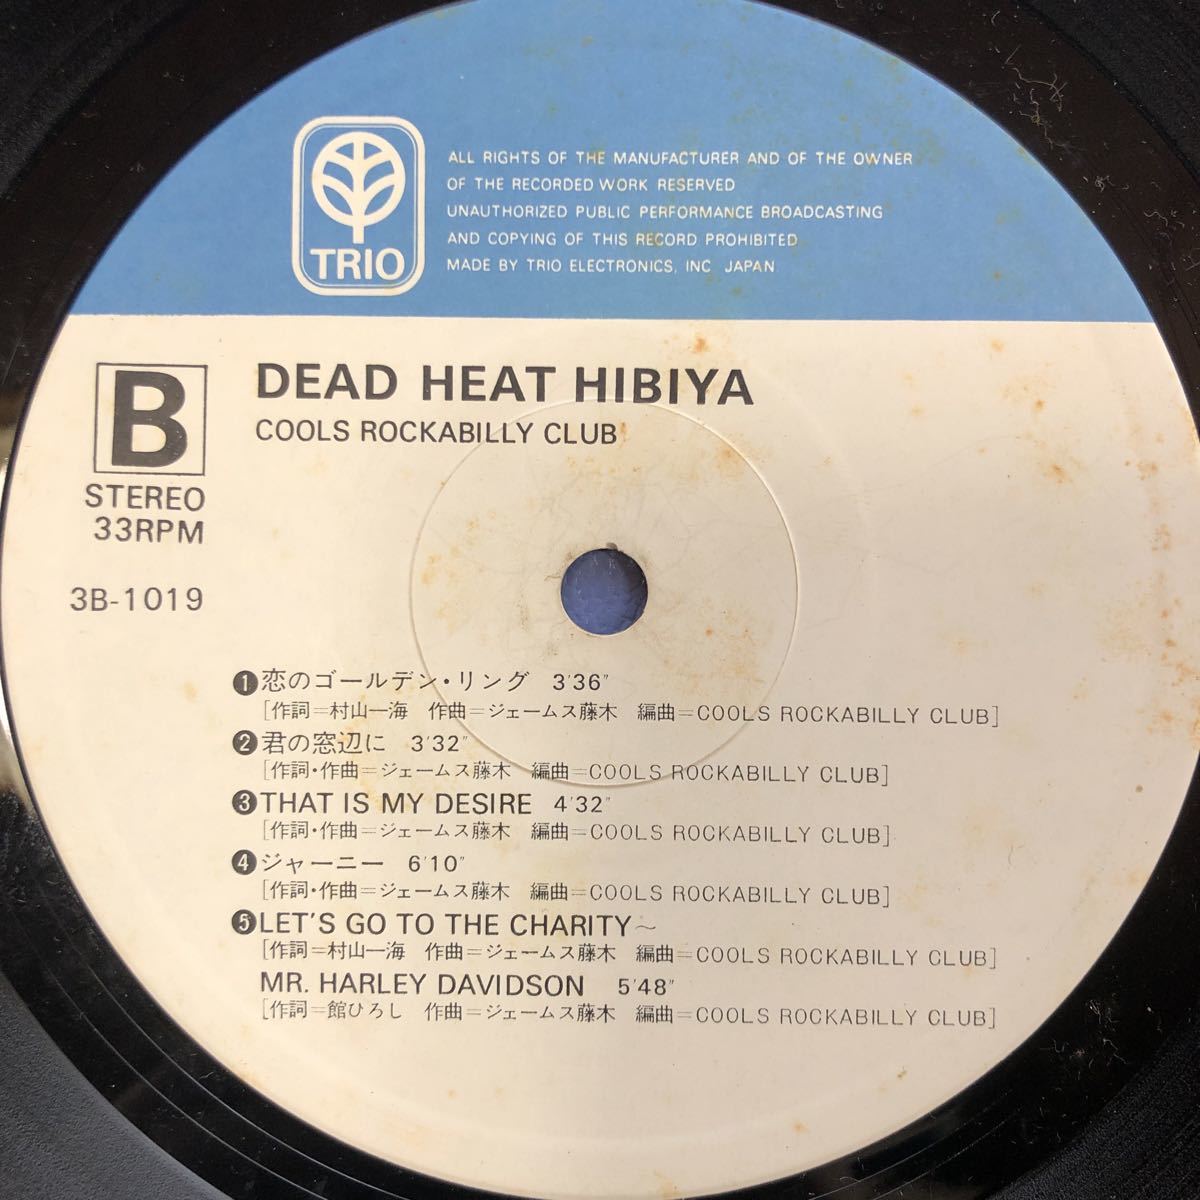 TRIO
ALL RIGHTS OF THE MANUFACTURER AND OF THE OWNER
OF THE RECORDED WORK RESERVED
UNAUTHORIZED PUBLIC PERFORMANCE BROADCASTING
AND COPYING OF THIS RECORD PROHIBITED
MADE BY TRIO ELECTRONICS, INC JAPAN
B
STEREO
33RPM
3B-1019
DEAD HEAT HIBIYA
COOLS ROCKABILLY CLUB
❶恋のゴールデン・リング 3'36"
[作詞=村山一海 作曲=ジェームス藤木 編曲=COOLS ROCKABILLY CLUB]
❷君の窓辺に 3'32"
[作詞・作曲=ジェームス藤木 編曲=COOLS ROCKABILLY CLUB]
❸THAT IS MY DESIRE 4'32"
[作詞・作曲=ジェームス藤木 編曲=COOLS ROCKABILLY CLUB]
❹ジャーニー 6'10"
[作詞・作曲=ジェームス藤木 編曲=COOLS ROCKABILLY CLUB]
❺LET'S GO TO THE CHARITY～
[作詞=村山一海 作曲=ジェームス藤木 編曲=COOLS ROCKABILLY CLUB]
MR. HARLEY DAVIDSON 5'48"
[作詞=館ひろし 作曲=ジェームス藤木 編曲=COOLS ROCKABILLY CLUB]